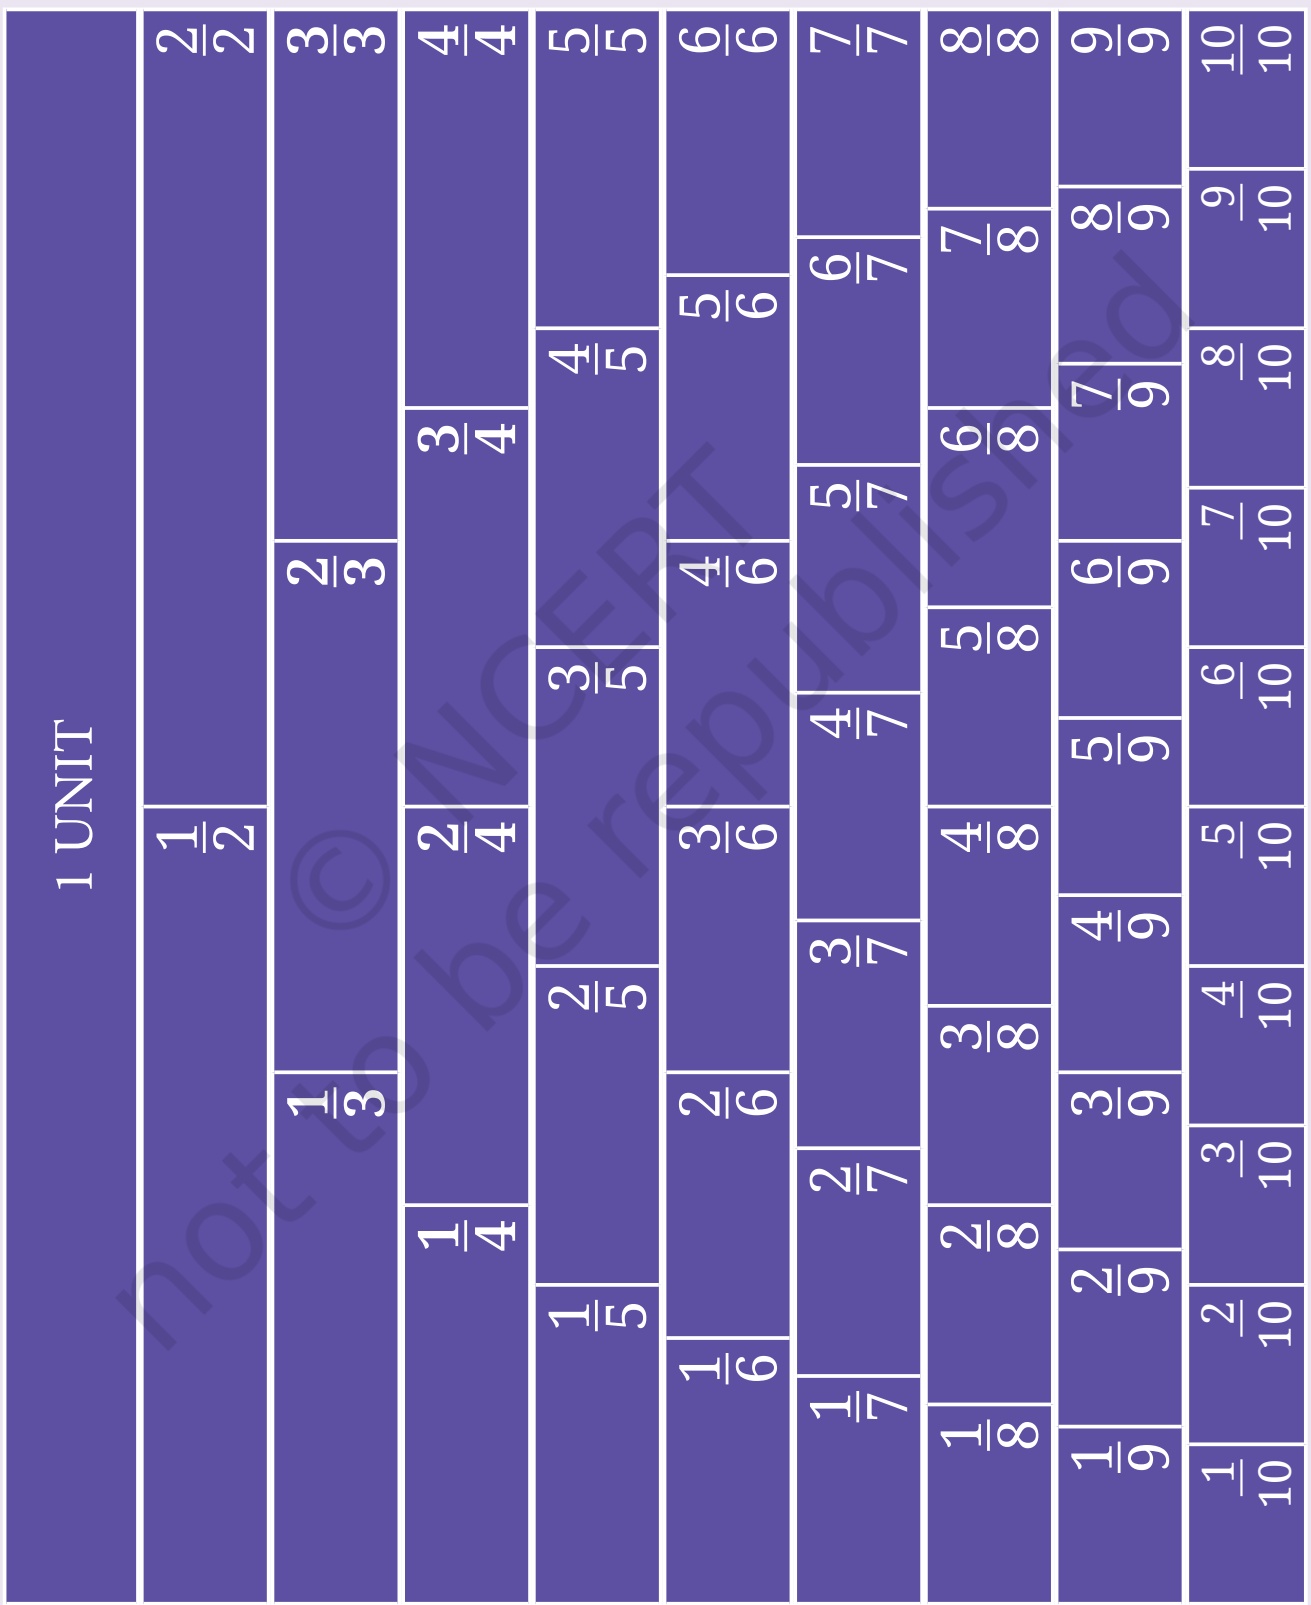 1 UNIT
1/2 2/2
1/3 2/3 3/3
1/4 2/4 3/4 4/4
1/5 2/5 3/5 4/5 5/5
1/6 2/6 3/6 4/6 5/6 6/6
1/7 2/7 3/7 4/7 5/7 6/7 7/7
1/8 2/8 3/8 4/8 5/8 6/8 7/8 8/8
1/9 2/9 3/9 4/9 5/9 6/9 7/9 8/9 9/9
1/10 2/10 3/10 4/10 5/10 6/10 7/10 8/10 9/10 10/10
© NCERT
not to be republished